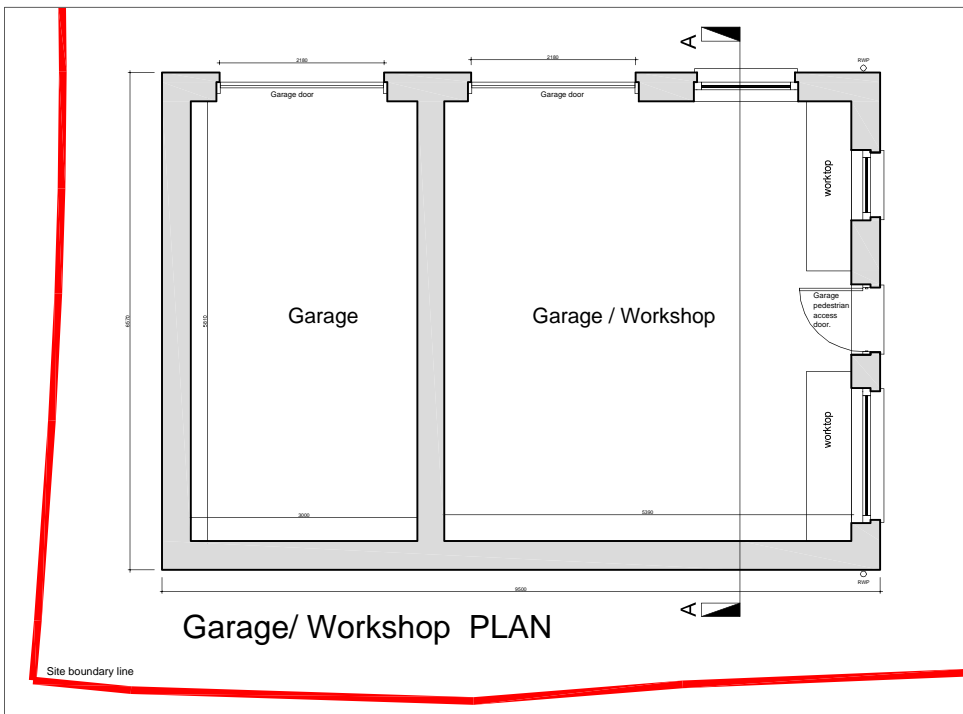 A
2180
2180
RWP
Garage door
Garage door
worktop
Garage
pedestrian
access
door.
Garage
Garage / Workshop
6570
5810
worktop
3000
5390
RWP
9500
A
Garage/ Workshop PLAN
Site boundary line